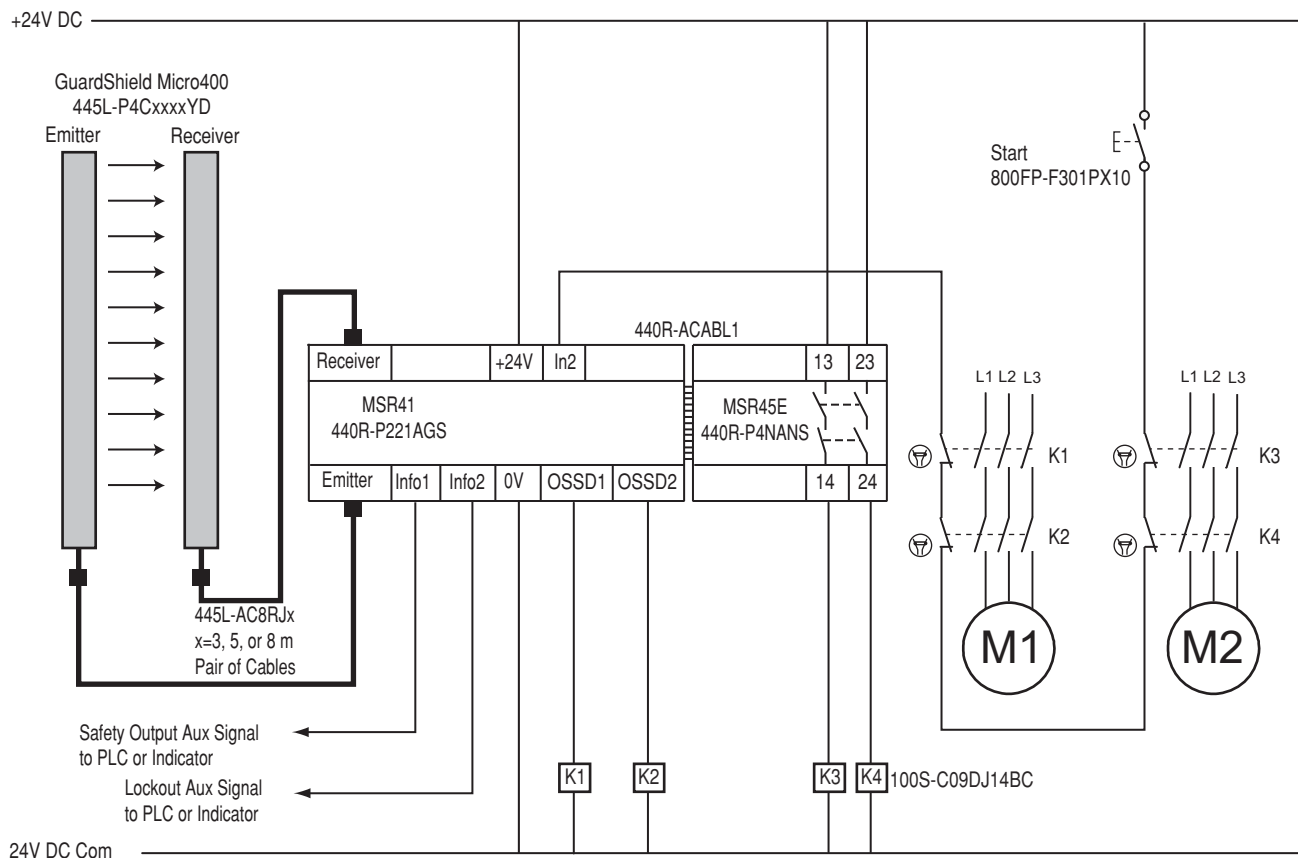 +24V DC
GuardShield Micro400
445L-P4CxxxxYD
Emitter
Receiver
Start
800FP-F301PX10
440R-ACABL1
Receiver
+24V
In2
13
23
MSR41
440R-P221AGS
MSR45E
440R-P4NANS
Emitter
Info1
Info2
0V
OSSD1
OSSD2
14
24
L1
L2
L3
L1
L2
L3
K1
K3
K2
K4
M1
M2
445L-AC8RJx
x=3, 5, or 8 m
Pair of Cables
Safety Output Aux Signal
to PLC or Indicator
Lockout Aux Signal
to PLC or Indicator
K1
K2
K3
K4
100S-C09DJ14BC
24V DC Com